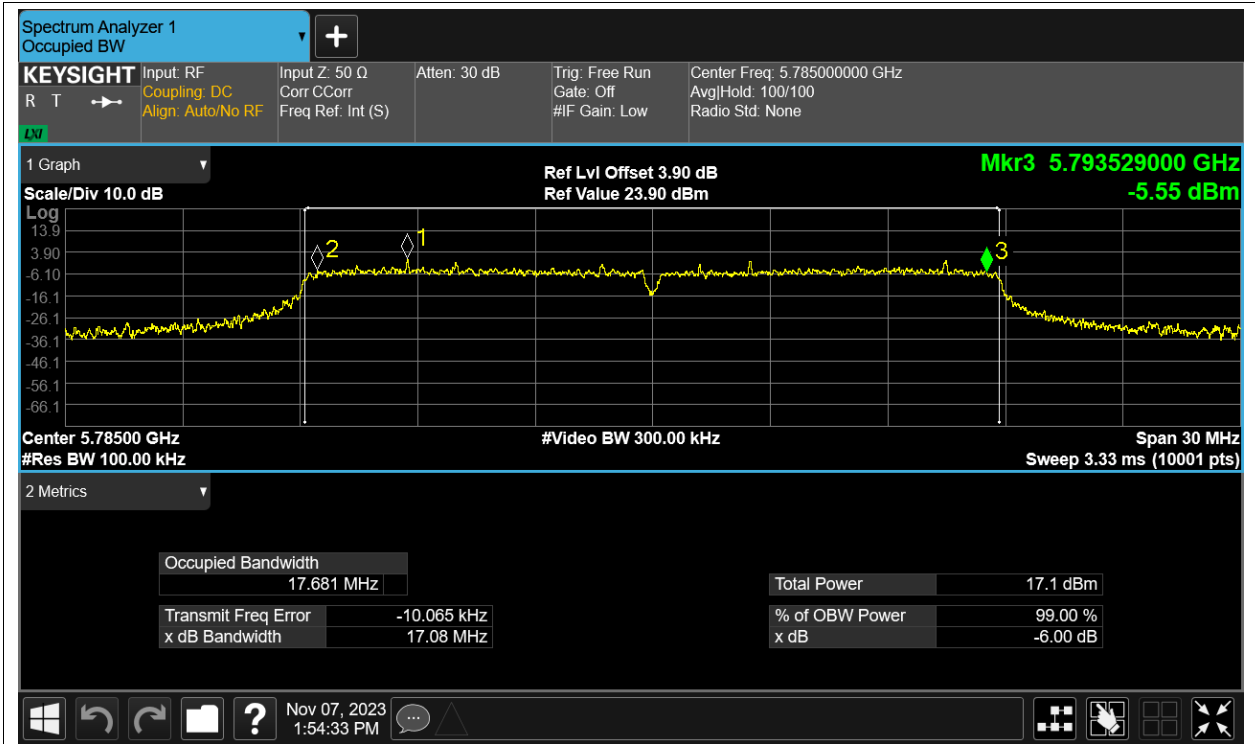 Spectrum Analyzer 1
Occupied BW
KEYSIGHT
R T
LXI
Input: RF
Coupling: DC
Align: Auto/No RF
Input Z: 50 Ω
Corr CCorr
Freq Ref: Int (S)
Atten: 30 dB
Trig: Free Run
Gate: Off
#IF Gain: Low
Center Freq: 5.785000000 GHz
Avg|Hold: 100/100
Radio Std: None
1 Graph
Scale/Div 10.0 dB
Ref Lvl Offset 3.90 dB
Ref Value 23.90 dBm
Mkr3 5.793529000 GHz
-5.55 dBm
Log
13.9
3.90
-6.10
-16.1
-26.1
-36.1
-46.1
-56.1
-66.1
2
1
3
Center 5.78500 GHz
#Res BW 100.00 kHz
#Video BW 300.00 kHz
Span 30 MHz
Sweep 3.33 ms (10001 pts)
2 Metrics
Occupied Bandwidth
17.681 MHz
Transmit Freq Error -10.065 kHz
x dB Bandwidth 17.08 MHz
Total Power 17.1 dBm
% of OBW Power 99.00 %
x dB -6.00 dB
?
Nov 07, 2023
1:54:33 PM